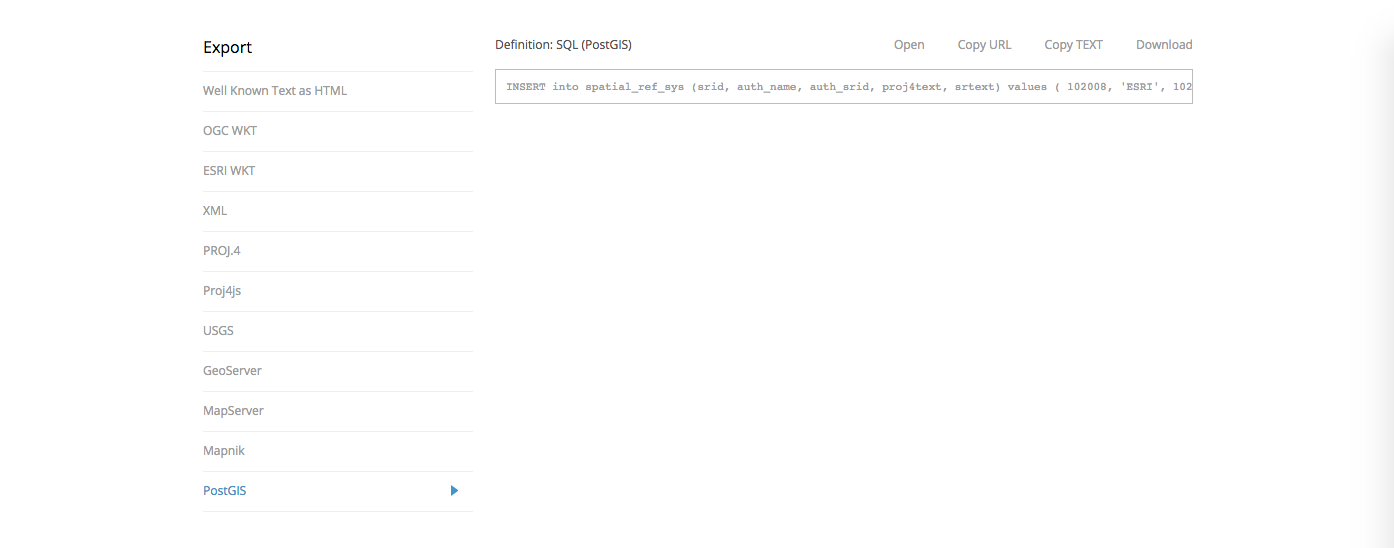 Export
Well Known Text as HTML
OGC WKT
ESRI WKT
XML
PROJ.4
Proj4js
USGS
GeoServer
MapServer
Mapnik
PostGIS
Definition: SQL (PostGIS)
Open Copy URL Copy TEXT Download
INSERT into spatial_ref_sys (srid, auth_name, auth_srid, proj4text, srtext) values ( 102008, 'ESRI', 102